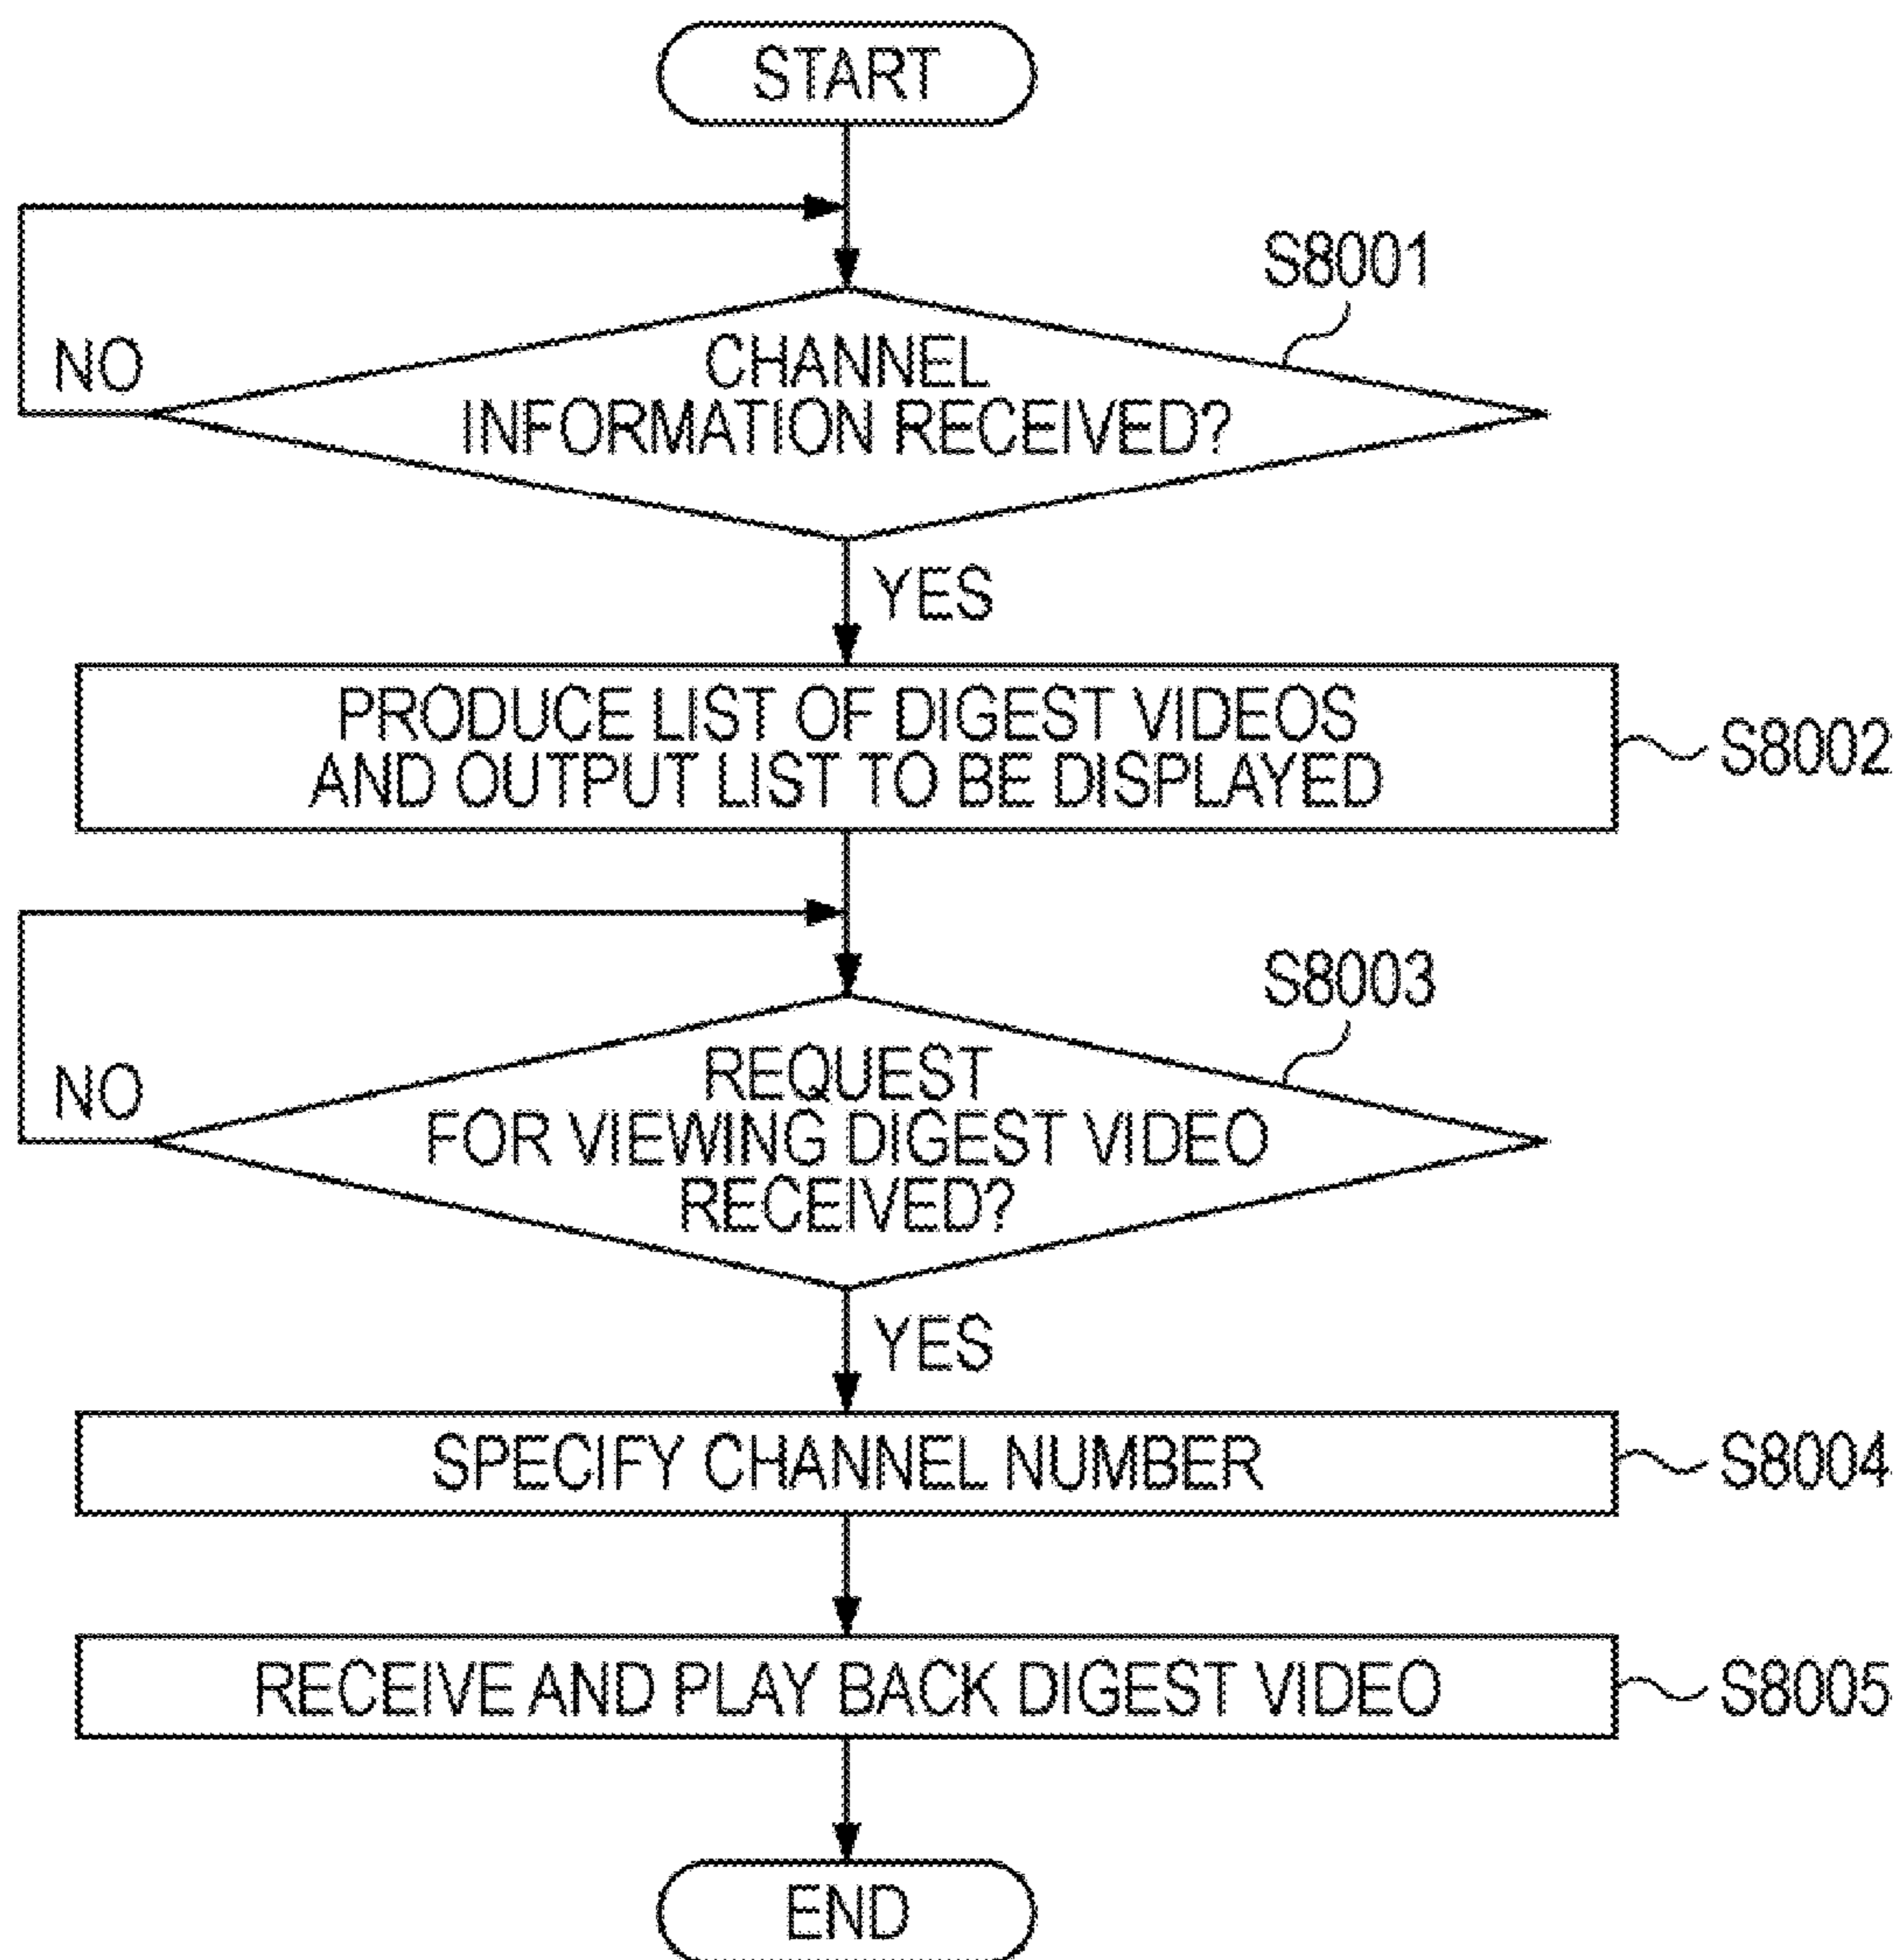 START
S8001
NO
CHANNEL
INFORMATION RECEIVED?
YES
PRODUCE LIST OF DIGEST VIDEOS
AND OUTPUT LIST TO BE DISPLAYED
S8002
S8003
NO
REQUEST
FOR VIEWING DIGEST VIDEO
RECEIVED?
YES
SPECIFY CHANNEL NUMBER
S8004
RECEIVE AND PLAY BACK DIGEST VIDEO
S8005
END